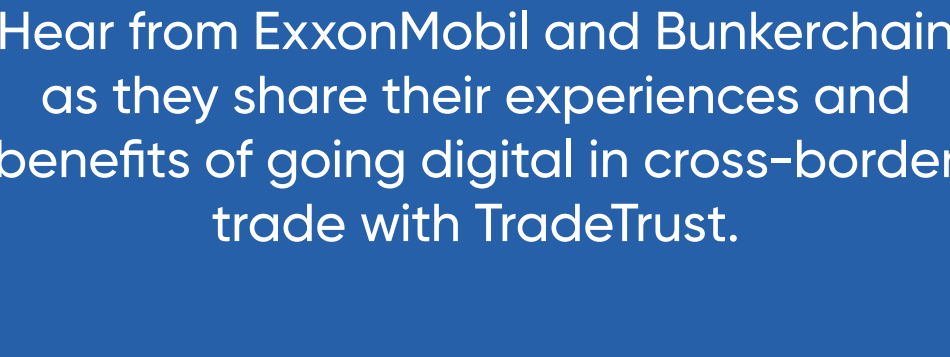 Hear from ExxonMobil and Bunkerchain
as they share their experiences and
benefits of going digital in cross-border
trade with TradeTrust.